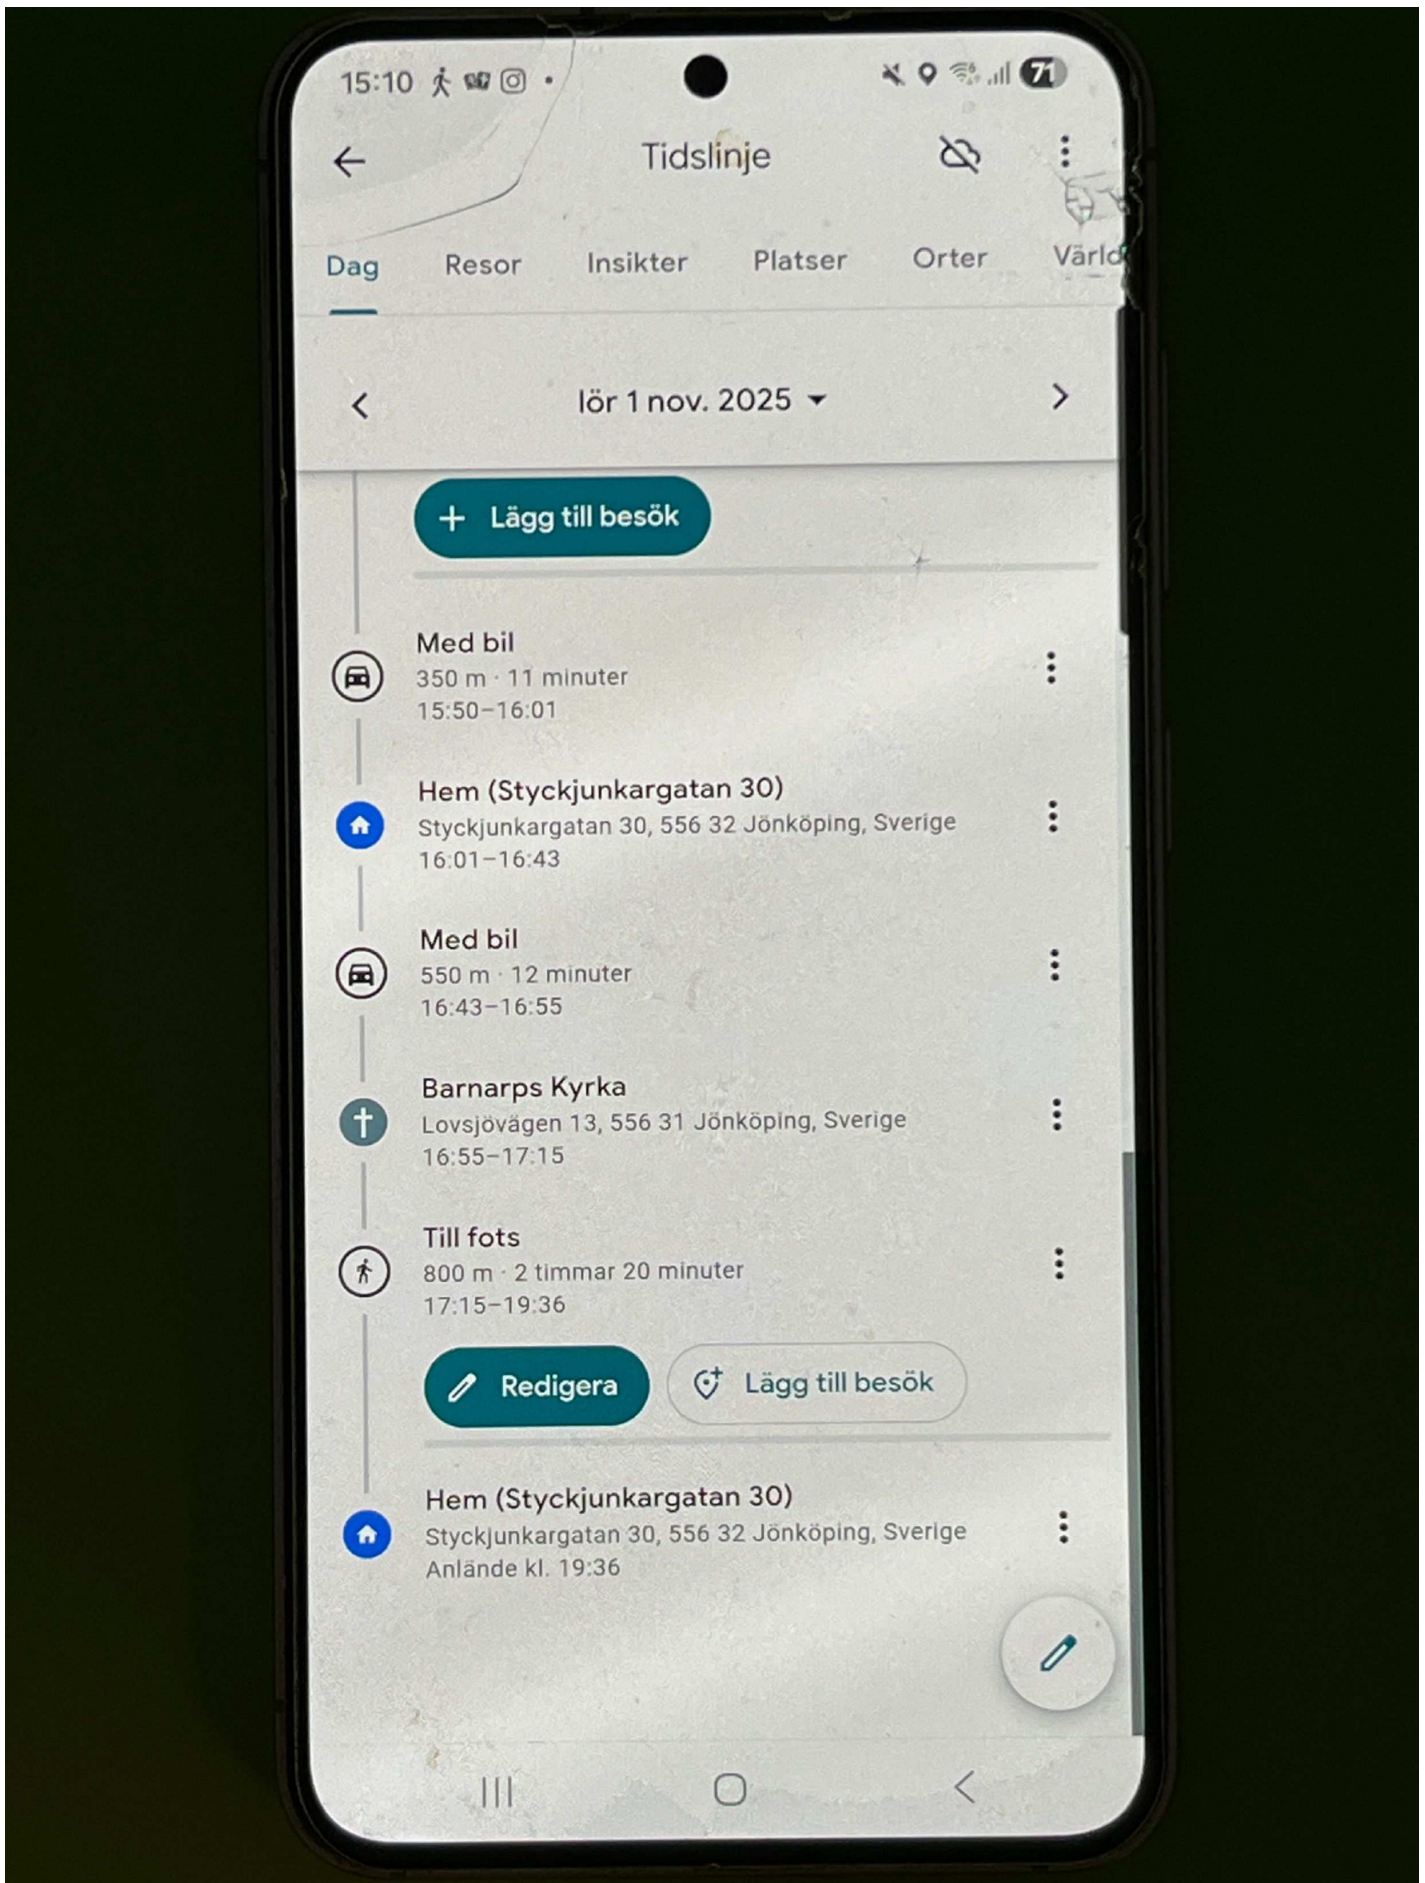 15:10
71
Tidslinje
Dag Resor Insikter Platser Orter Värld
lör 1 nov. 2025
+ Lägg till besök
Med bil
350 m · 11 minuter
15:50–16:01
Hem (Styckjunkargatan 30)
Styckjunkargatan 30, 556 32 Jönköping, Sverige
16:01–16:43
Med bil
550 m · 12 minuter
16:43–16:55
Barnarps Kyrka
Lovsjövägen 13, 556 31 Jönköping, Sverige
16:55–17:15
Till fots
800 m · 2 timmar 20 minuter
17:15–19:36
Redigera Lägg till besök
Hem (Styckjunkargatan 30)
Styckjunkargatan 30, 556 32 Jönköping, Sverige
Anlände kl. 19:36